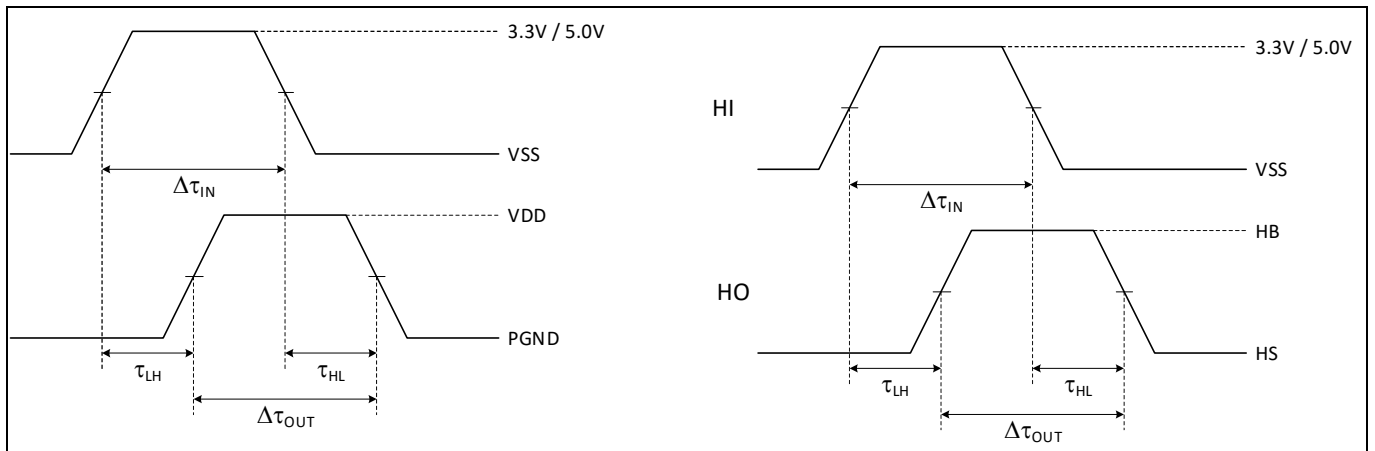 3.3V / 5.0V
VSS
ΔτIN
VDD
PGND
τLH
τHL
ΔτOUT
HI
3.3V / 5.0V
VSS
ΔτIN
HO
HB
HS
τLH
τHL
ΔτOUT